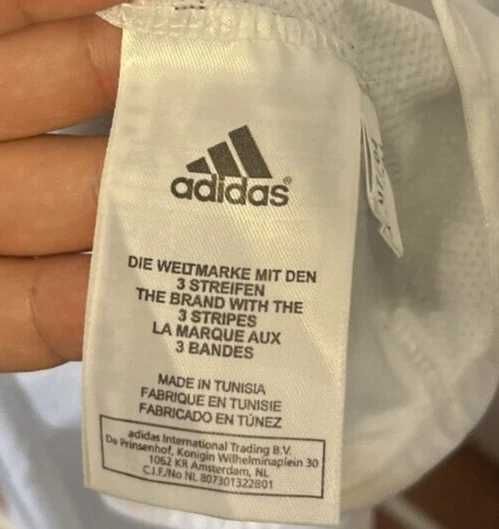 adidas®
DIE WELTMARKE MIT DEN
3 STREIFEN
THE BRAND WITH THE
3 STRIPES
LA MARQUE AUX
3 BANDES
MADE IN TUNISIA
FABRIQUE EN TUNISIE
FABRICADO EN TÚNEZ
adidas International Trading B.V.
De Prinsenhof, Konigin Wilhelminaplein 30
1062 KR Amsterdam, NL
C.I.F./No NL 807301322B01